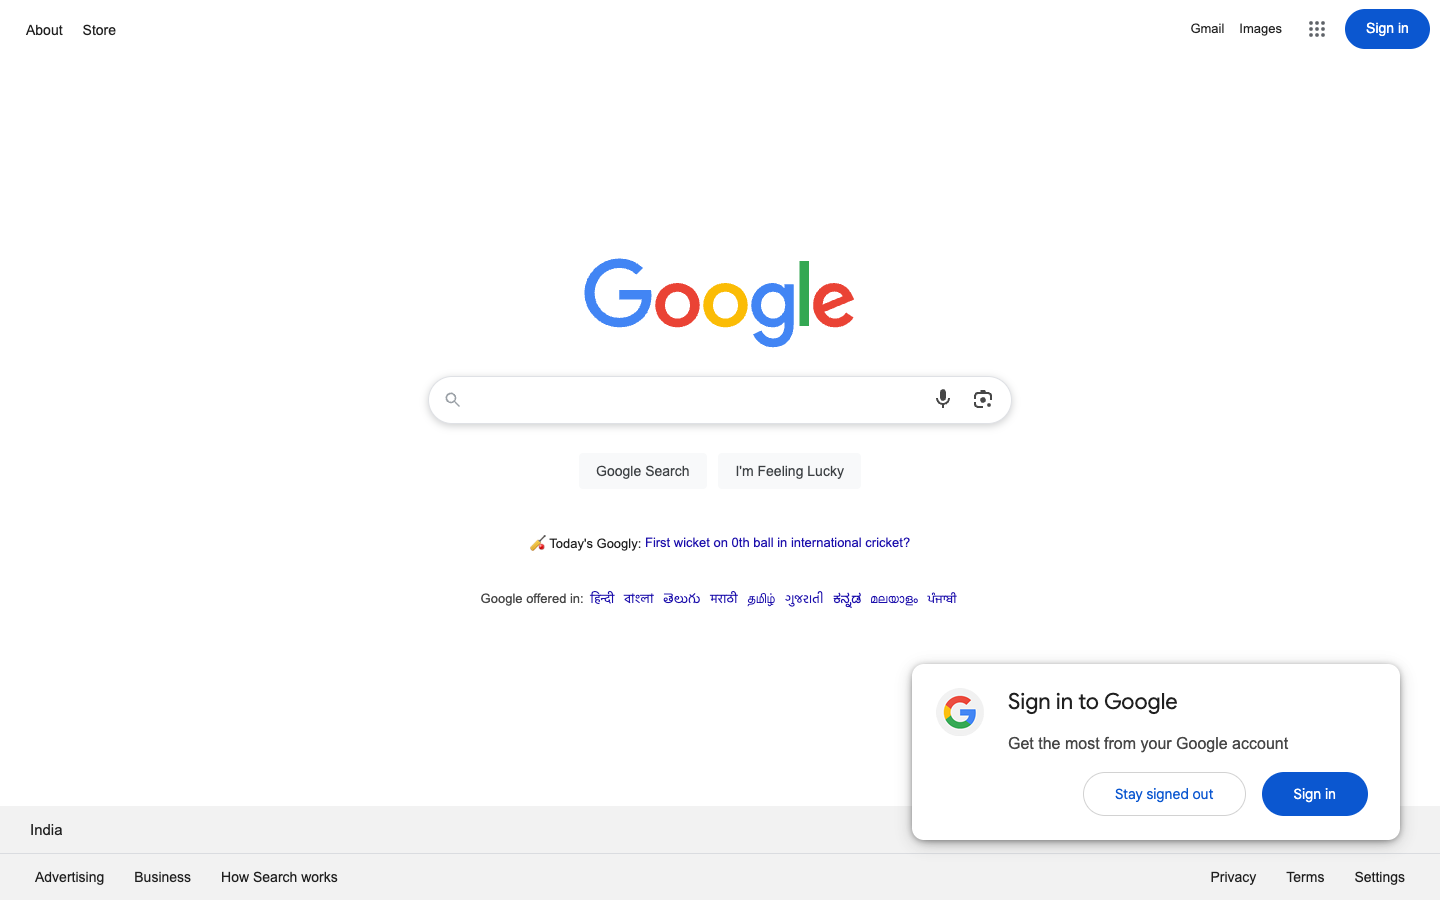 About Store
Gmail Images Sign in
Google
Google Search I'm Feeling Lucky
Today's Googly: First wicket on 0th ball in international cricket?
Google offered in: हिन्दी বাংলা తెలుగు मराठी தமிழ் ગુજરાતી ಕನ್ನಡ മലയാളം ਪੰਜਾਬੀ
Sign in to Google
Get the most from your Google account
Stay signed out Sign in
India
Advertising Business How Search works
Privacy Terms Settings